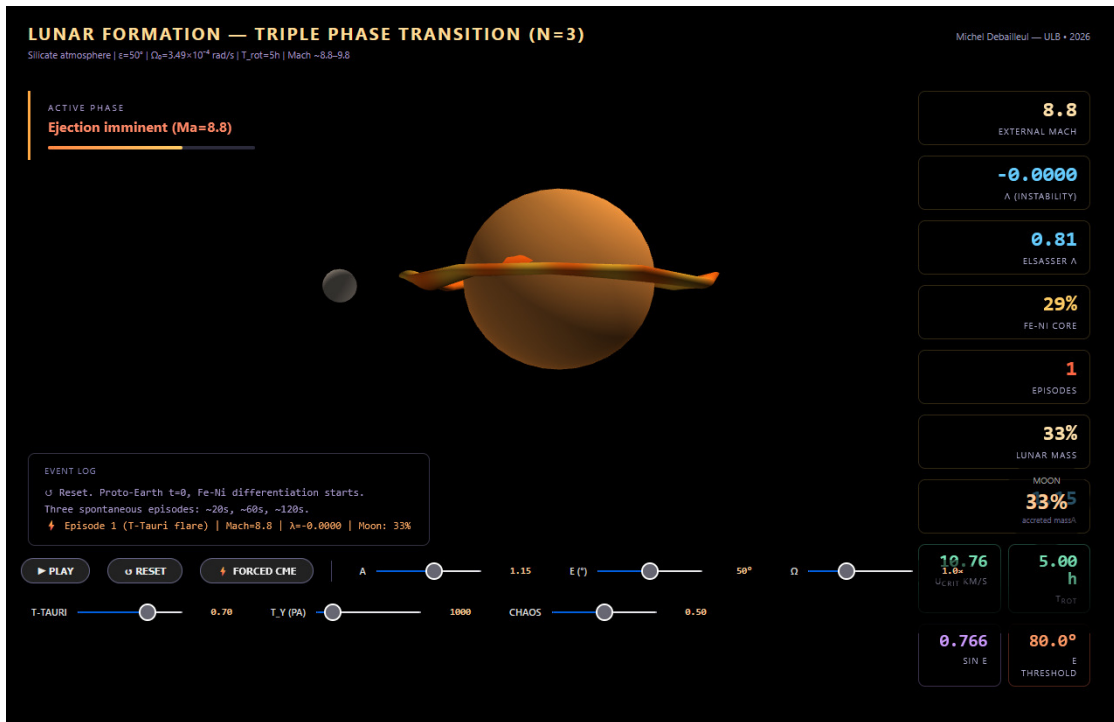 LUNAR FORMATION — TRIPLE PHASE TRANSITION (N=3)
Michel Debailleul — ULB • 2026
Silicate atmosphere | ε=50° | Ω₀=3.49×10⁻⁴ rad/s | T_rot=5h | Mach ~8.8–9.8
ACTIVE PHASE
Ejection imminent (Ma=8.8)
8.8
EXTERNAL MACH
-0.0000
Λ (INSTABILITY)
0.81
ELSASSER Λ
29%
FE-NI CORE
1
EPISODES
33%
LUNAR MASS
MOON
33%
accreted mass
EVENT LOG
↺ Reset. Proto-Earth t=0, Fe-Ni differentiation starts.
Three spontaneous episodes: ~20s, ~60s, ~120s.
⚡ Episode 1 (T-Tauri flare) | Mach=8.8 | λ=-0.0000 | Moon: 33%
▶ PLAY
↺ RESET
⚡ FORCED CME
A 1.15
E (°) 50°
Ω 1.0×
T-TAURI 0.70
T_Y (PA) 1000
CHAOS 0.50
10.76
U_CRIT KM/S
5.00
h
T_ROT
0.766
SIN E
80.0°
E
THRESHOLD